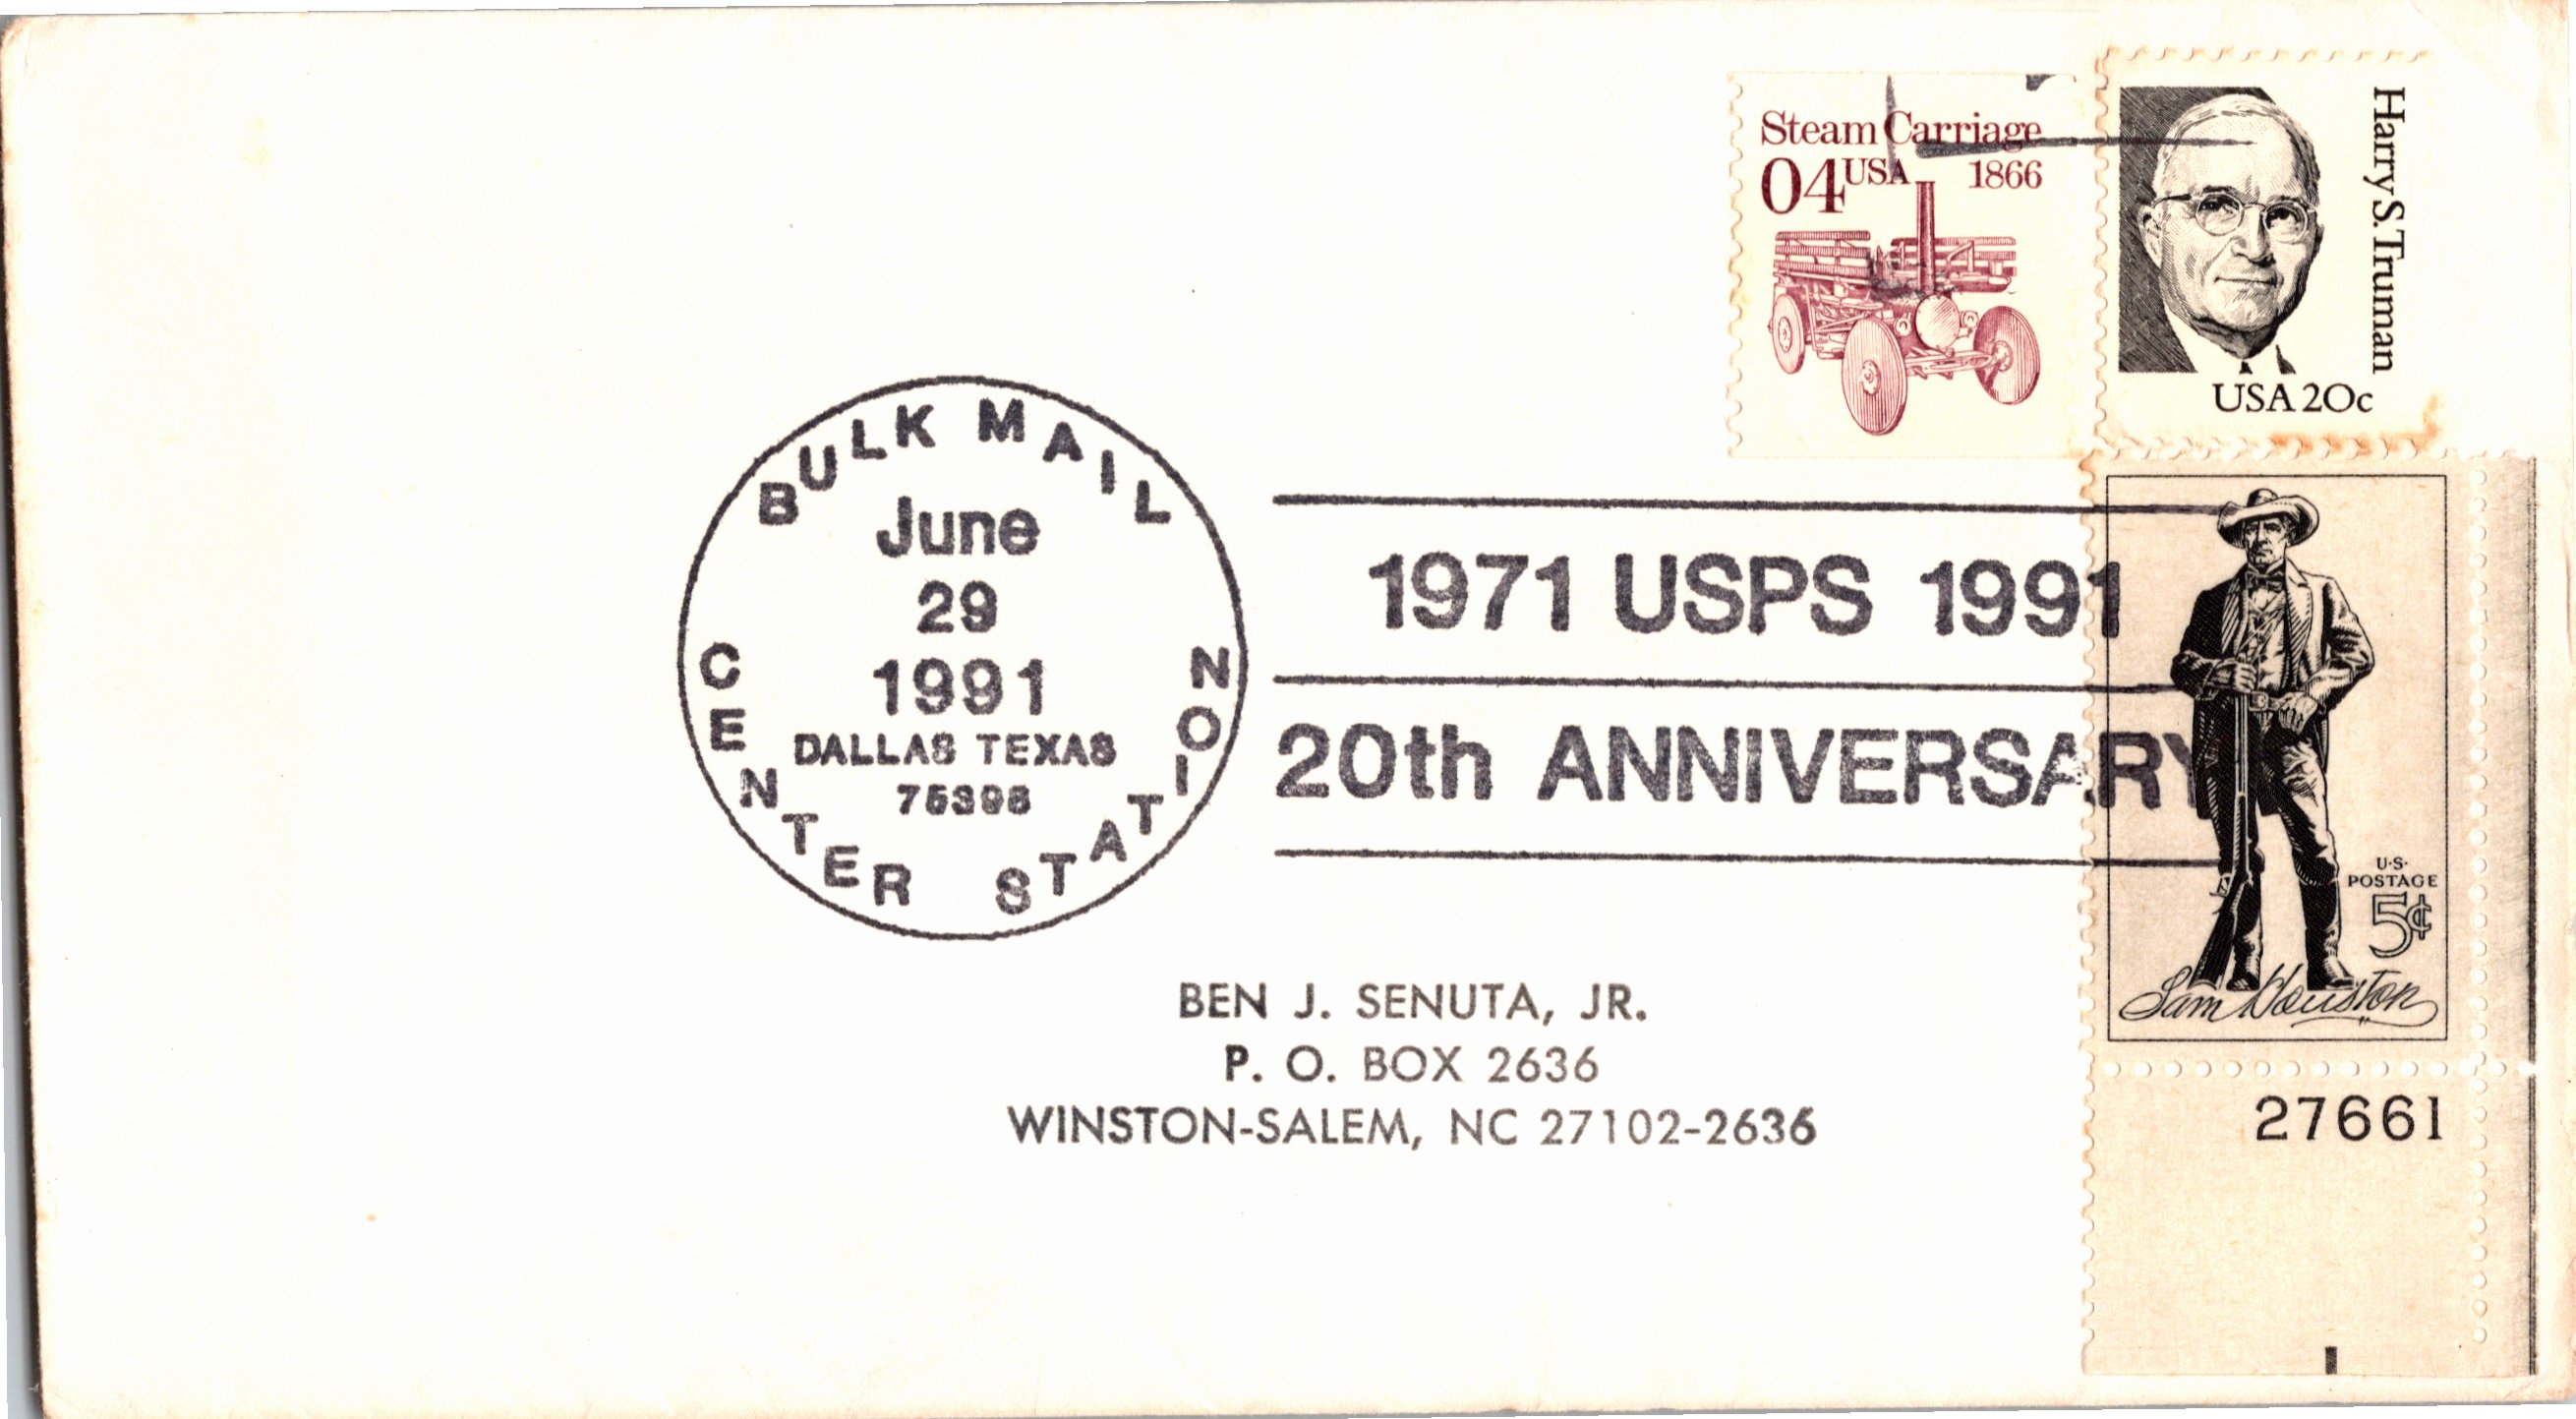 Steam Carriage
04 USA 1866
Harry S. Truman
USA 20c
BULK MAIL
June
29
1991
DALLAS TEXAS
75398
CENTER STATION
1971 USPS 1991
20th ANNIVERSARY
U.S.
POSTAGE
5¢
Sam Houston
BEN J. SENUTA, JR.
P. O. BOX 2636
WINSTON-SALEM, NC 27102-2636
27661